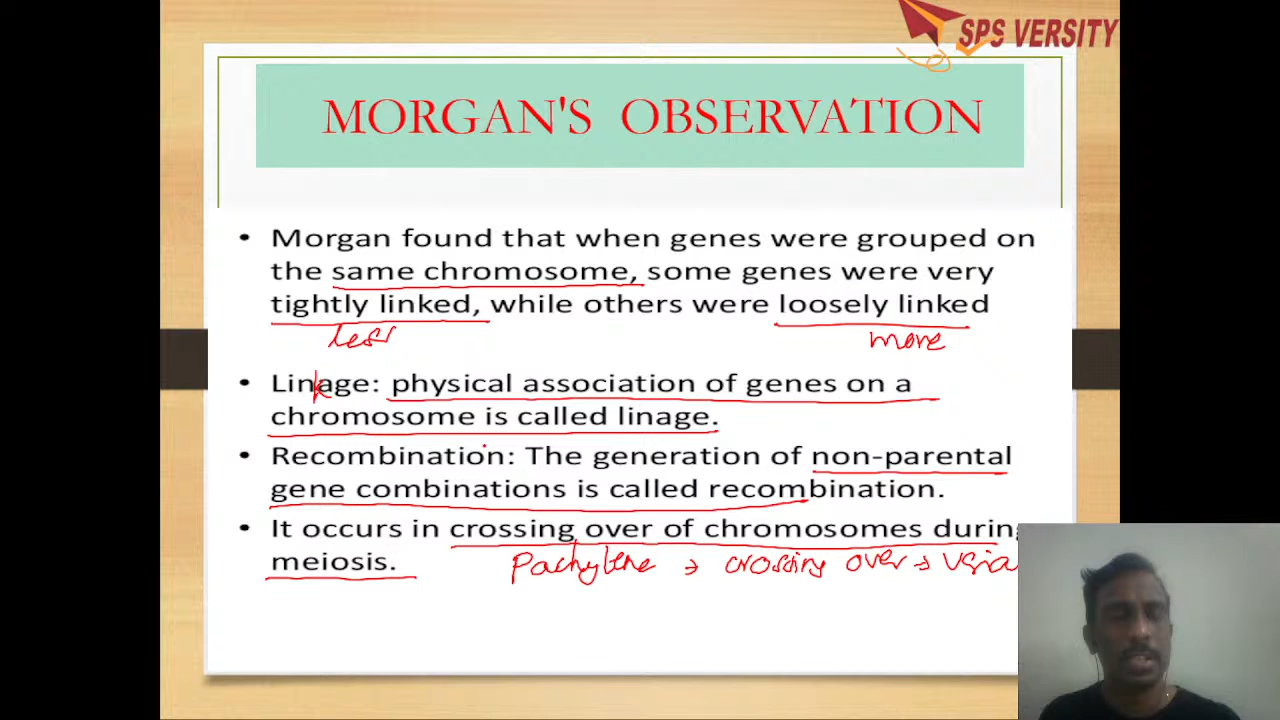 SPS VERSITY
MORGAN'S OBSERVATION
• Morgan found that when genes were grouped on
the same chromosome, some genes were very
tightly linked, while others were loosely linked
less more
• Linkage: physical association of genes on a
chromosome is called linage.
• Recombination: The generation of non-parental
gene combinations is called recombination.
• It occurs in crossing over of chromosomes during
meiosis.
Pachytene → crossing over →